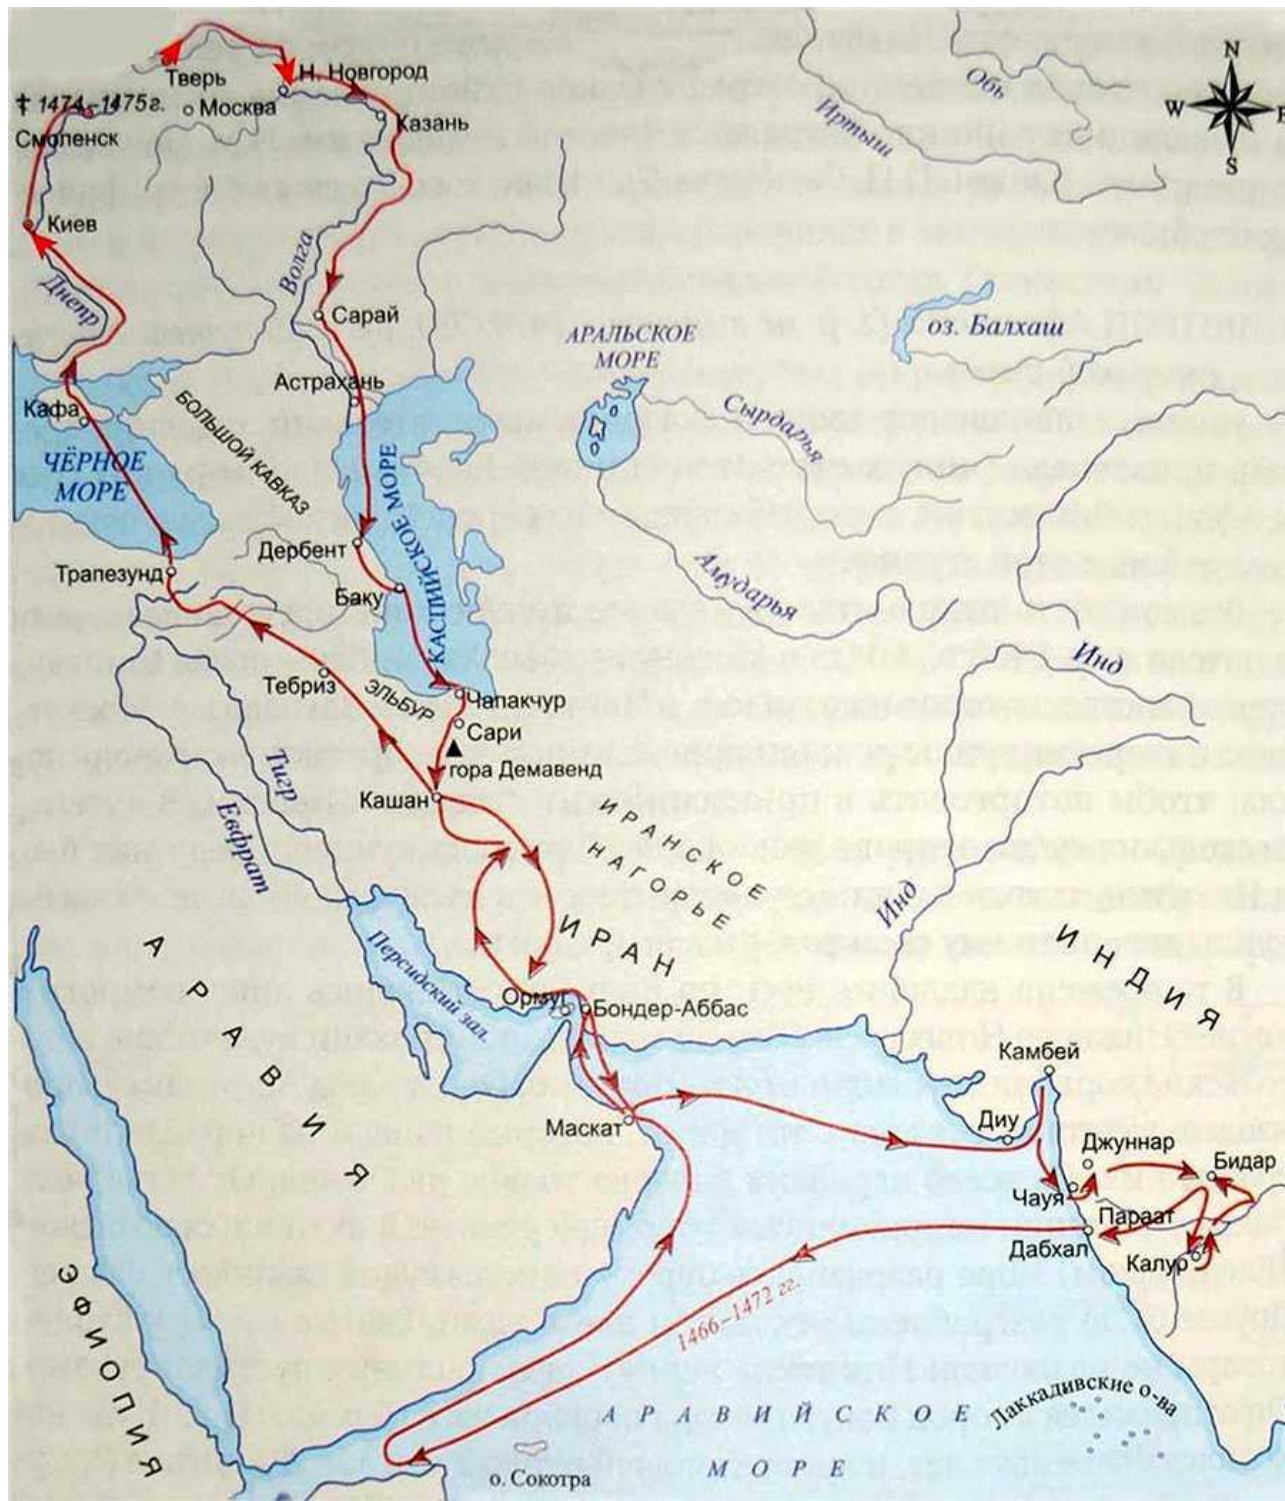 N
W
E
S
Тверь
Н. Новгород
† 1474–1475г.
Москва
Казань
Смоленск
Киев
Днепр
Волга
Сарай
Обь
Иртыш
АРАЛЬСКОЕ
МОРЕ
оз. Балхаш
Астрахань
Кафа
БОЛЬШОЙ КАВКАЗ
Сырдарья
ЧЁРНОЕ
МОРЕ
КАСПИЙСКОЕ МОРЕ
Дербент
Трапезунд
Баку
Амударья
Инд
Тебриз
ЭЛЬБУР
Чапакчур
Сари
гора Демавенд
Кашан
Тигр
Евфрат
ИРАНСКОЕ
НАГОРЬЕ
Инд
ИРАН
ИНДИЯ
АРАВИЯ
Персидский зал.
Ормуг
Бондер-Аббас
Камбей
Маскат
Диу
Джуннар
Бидар
Чауя
Параат
Дабхал
Калур
ЭФИОПИЯ
1466–1472 гг.
Лаккадивские о-ва
АРАВИЙСКОЕ
МОРЕ
о. Сокотра